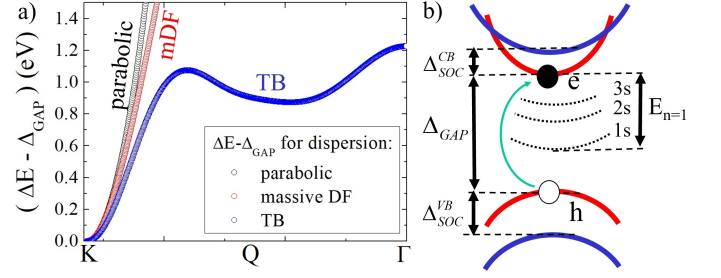 a)
( ΔE - Δ_GAP ) (eV)
1.4
1.2
1.0
0.8
0.6
0.4
0.2
0.0
K
Q
Γ
parabolic
mDF
TB
ΔE-Δ_GAP for dispersion:
parabolic
massive DF
TB
b)
Δ_SOC^CB
e
3s
2s
1s
E_n=1
Δ_GAP
Δ_SOC^VB
h